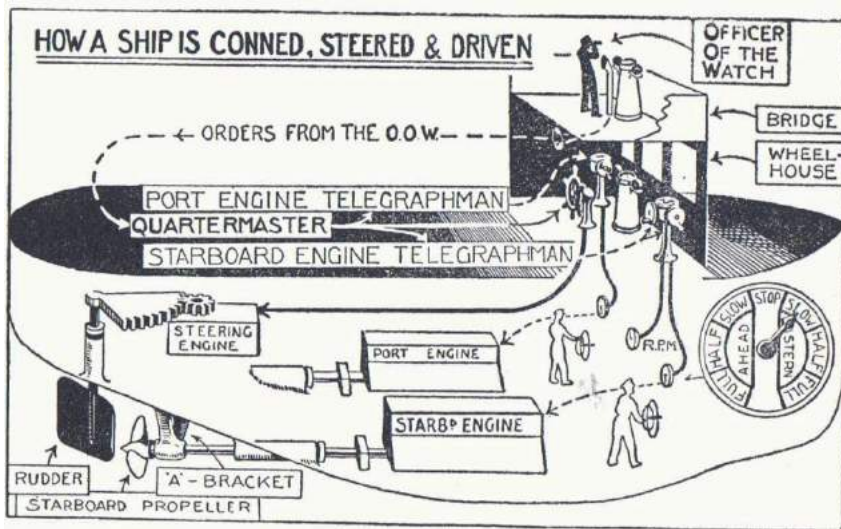 HOW A SHIP IS CONNED, STEERED & DRIVEN
OFFICER
OF THE
WATCH
BRIDGE
WHEEL-
HOUSE
ORDERS FROM THE O.O.W.
PORT ENGINE TELEGRAPHMAN
QUARTERMASTER
STARBOARD ENGINE TELEGRAPHMAN
STEERING
ENGINE
PORT ENGINE
R.P.M.
STARBD ENGINE
FULL HALF SLOW STOP SLOW HALF FULL
AHEAD
STERN
RUDDER
"A"-BRACKET
STARBOARD PROPELLER